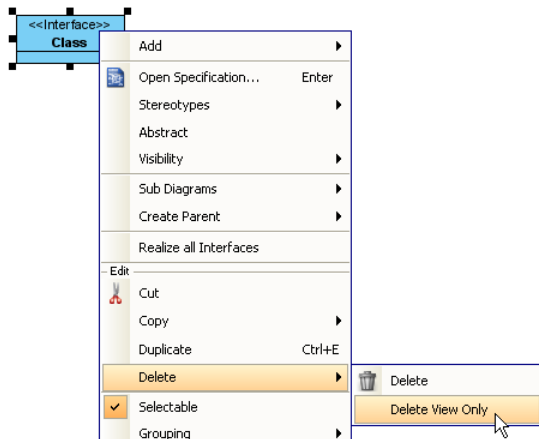 <<Interface>>
Class
Add
Open Specification... Enter
Stereotypes
Abstract
Visibility
Sub Diagrams
Create Parent
Realize all Interfaces
Edit
Cut
Copy
Duplicate Ctrl+E
Delete
Delete
Delete View Only
Selectable
Grouping